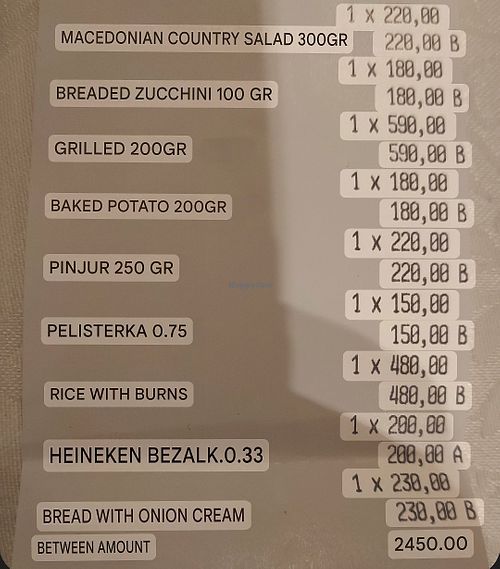 1 x 220,00
MACEDONIAN COUNTRY SALAD 300GR 220,00 B
1 x 180,00
BREADED ZUCCHINI 100 GR 180,00 B
1 x 590,00
GRILLED 200GR 590,00 B
1 x 180,00
BAKED POTATO 200GR 180,00 B
1 x 220,00
PINJUR 250 GR 220,00 B
1 x 150,00
PELISTERKA 0.75 150,00 B
1 x 480,00
RICE WITH BURNS 480,00 B
1 x 200,00
HEINEKEN BEZALK.0.33 200,00 A
1 x 230,00
BREAD WITH ONION CREAM 230,00 B
BETWEEN AMOUNT 2450.00